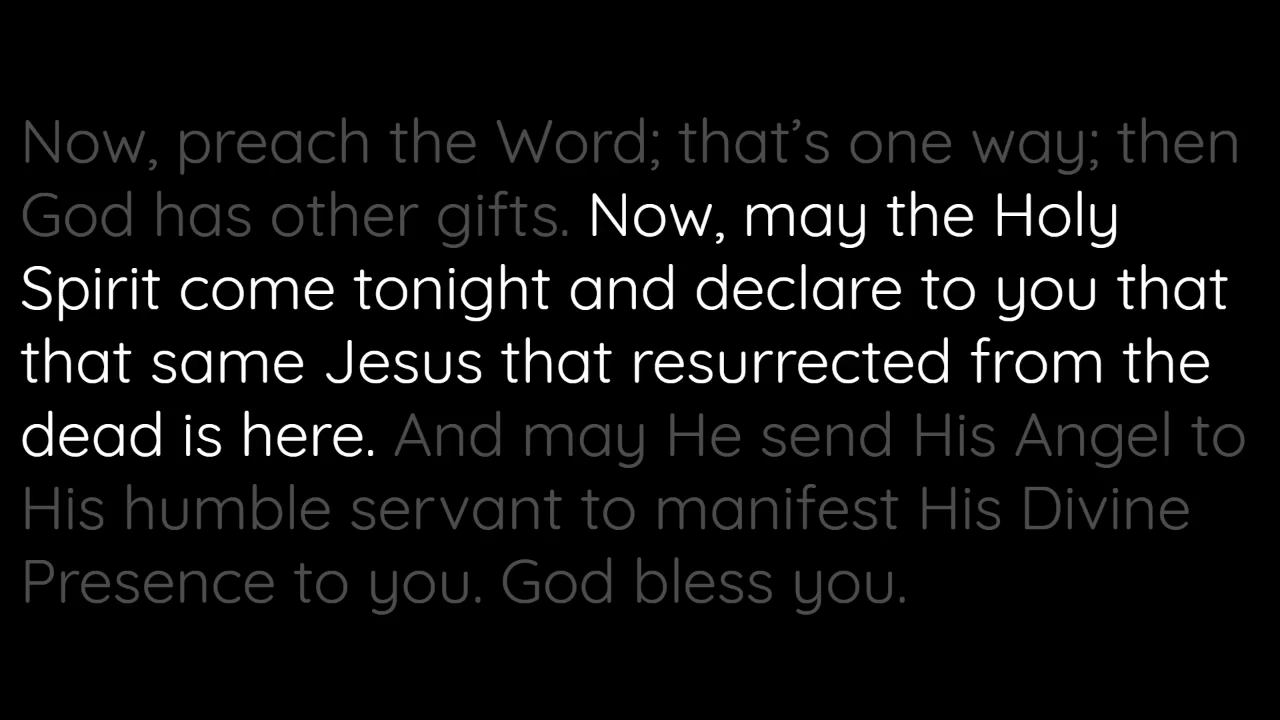 Now, preach the Word; that’s one way; then
God has other gifts. Now, may the Holy
Spirit come tonight and declare to you that
that same Jesus that resurrected from the
dead is here. And may He send His Angel to
His humble servant to manifest His Divine
Presence to you. God bless you.